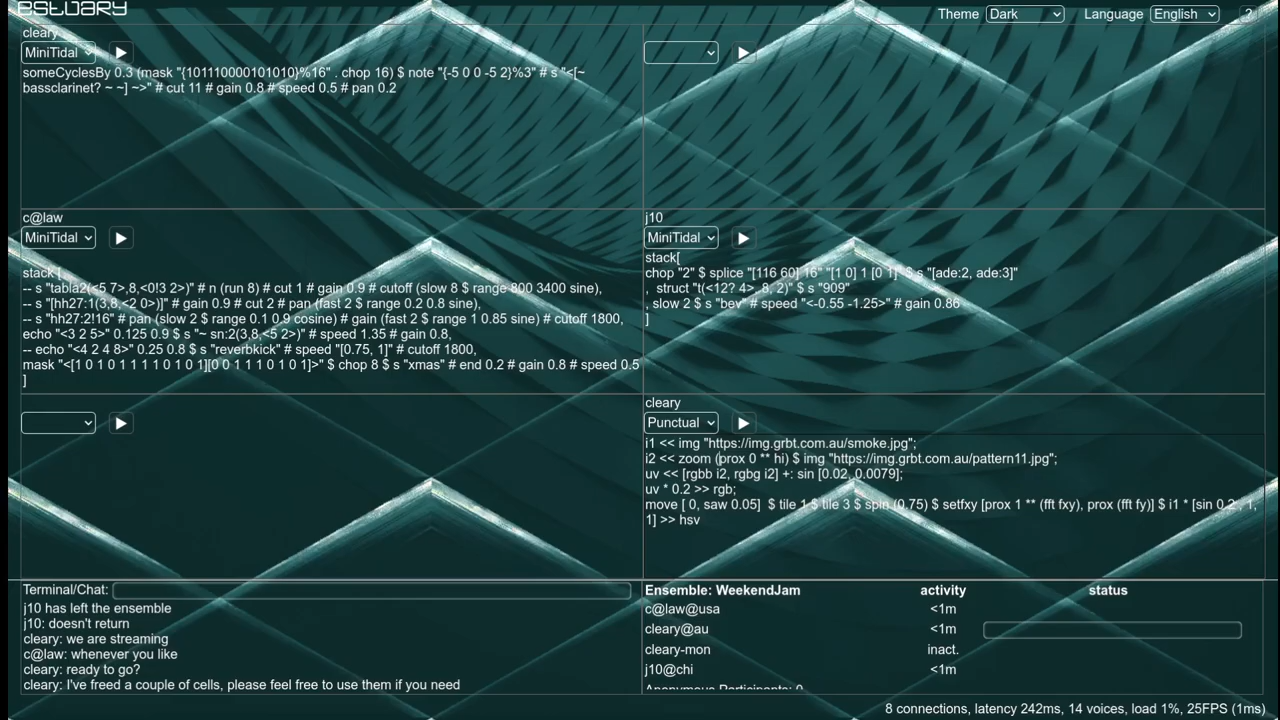 estuary
Theme Dark Language English ?
cleary
MiniTidal
someCyclesBy 0.3 (mask "{101110000101010}%16" . chop 16) $ note "{-5 0 0 -5 2}%3" # s "<[~
bassclarinet? ~ ~] ~>" # cut 11 # gain 0.8 # speed 0.5 # pan 0.2
c@law
MiniTidal
stack [
-- s "tabla2(<5 7>,8,<0!3 2>)" # n (run 8) # cut 1 # gain 0.9 # cutoff (slow 8 $ range 800 3400 sine),
-- s "[hh27:1(3,8,<2 0>)]" # gain 0.9 # cut 2 # pan (fast 2 $ range 0.2 0.8 sine),
-- s "hh27:2!16" # pan (slow 2 $ range 0.1 0.9 cosine) # gain (fast 2 $ range 1 0.85 sine) # cutoff 1800,
echo "<3 2 5>" 0.125 0.9 $ s "~ sn:2(3,8,<5 2>)" # speed 1.35 # gain 0.8,
-- echo "<4 2 4 8>" 0.25 0.8 $ s "reverbkick" # speed "[0.75, 1]" # cutoff 1800,
mask "<[1 0 1 0 1 1 1 1 0 1 0 1][0 0 1 1 1 0 1 0 1]>" $ chop 8 $ s "xmas" # end 0.2 # gain 0.8 # speed 0.5
]
j10
MiniTidal
stack[
chop "2" $ splice "[116 60] 16" "[1 0] 1 [0 1]" $ s "[ade:2, ade:3]"
, struct "t(<12? 4>, 8, 2)" $ s "909"
, slow 2 $ s "bev" # speed "<-0.55 -1.25>" # gain 0.86
]
cleary
Punctual
i1 << img "https://img.grbt.com.au/smoke.jpg";
i2 << zoom (prox 0 ** hi) $ img "https://img.grbt.com.au/pattern11.jpg";
uv << [rgbb i2, rgbg i2] +: sin [0.02, 0.0079];
uv * 0.2 >> rgb;
move [ 0, saw 0.05] $ tile 1 $ tile 3 $ spin (0.75) $ setfxy [prox 1 ** (fft fxy), prox (fft fy)] $ i1 * [sin 0.2 , 1,
1] >> hsv
Terminal/Chat:
j10 has left the ensemble
j10: doesn't return
cleary: we are streaming
c@law: whenever you like
cleary: ready to go?
cleary: I've freed a couple of cells, please feel free to use them if you need
Ensemble: WeekendJam activity status
c@law@usa <1m
cleary@au <1m
cleary-mon inact.
j10@chi <1m
Anonymous Participants: 0
8 connections, latency 242ms, 14 voices, load 1%, 25FPS (1ms)